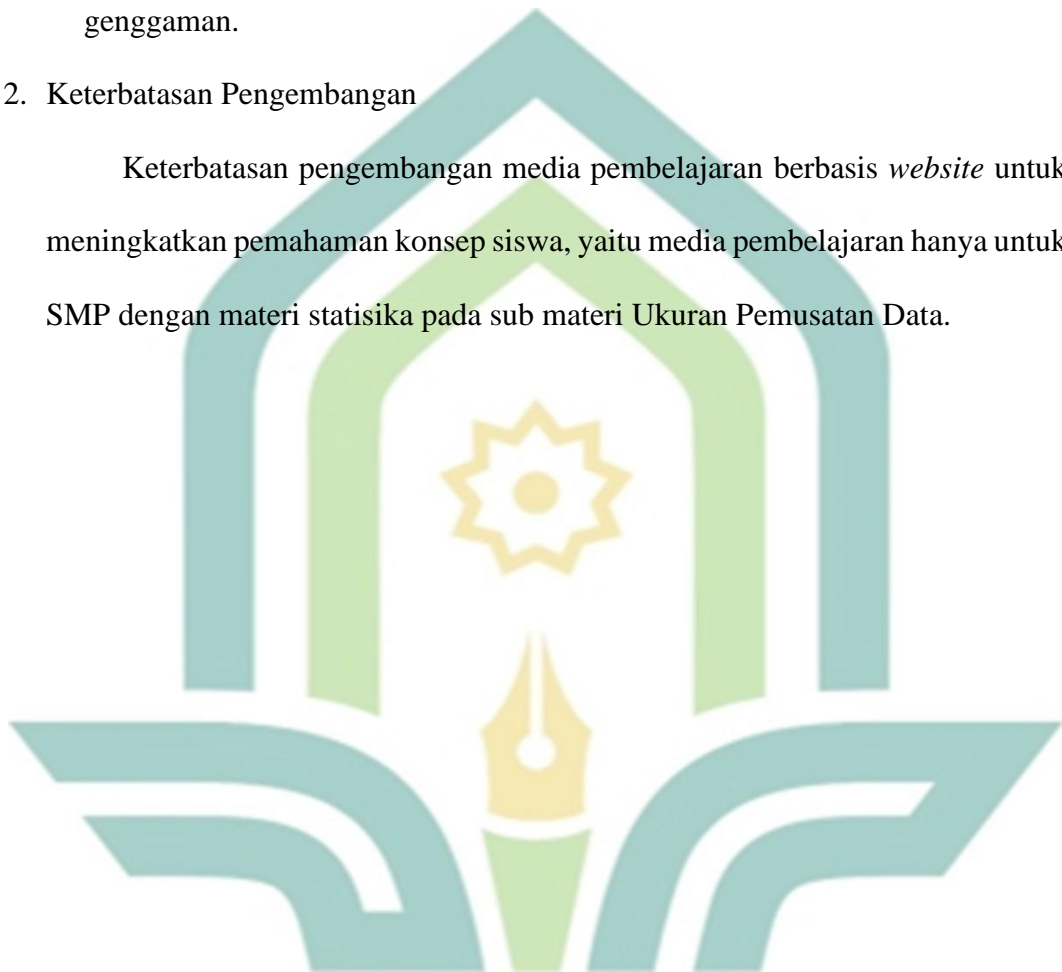 genggaman.
2. Keterbatasan Pengembangan
Keterbatasan pengembangan media pembelajaran berbasis website untuk
meningkatkan pemahaman konsep siswa, yaitu media pembelajaran hanya untuk
SMP dengan materi statisika pada sub materi Ukuran Pemusatan Data.